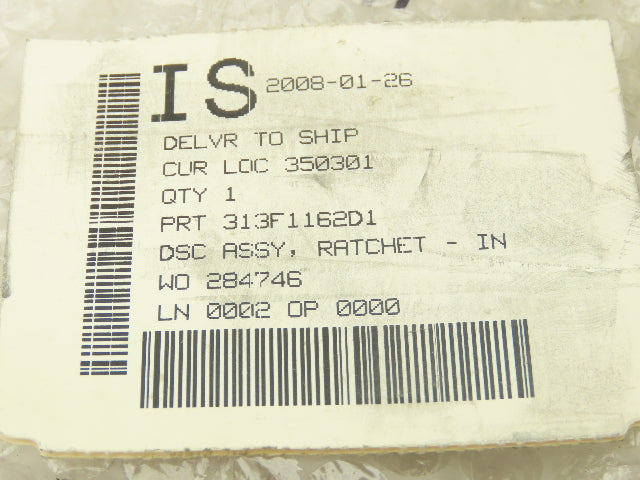 IS 2008-01-26
DELVR TO SHIP
CUR LOC 350301
QTY 1
PRT 313F1162D1
DSC ASSY, RATCHET - IN
WO 284746
LN 0002 OP 0000